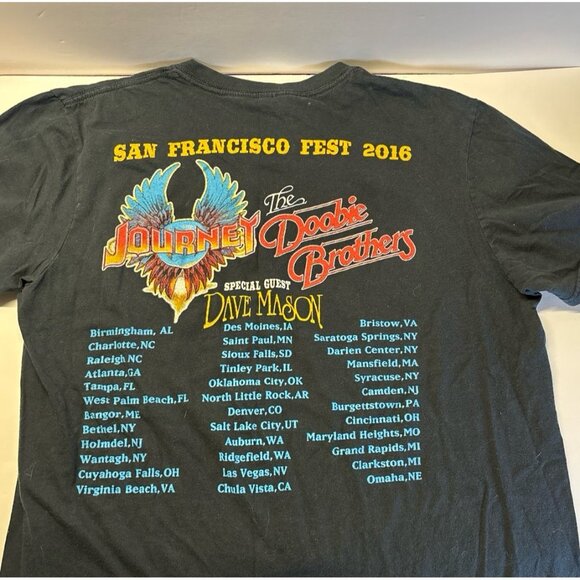 SAN FRANCISCO FEST 2016
JOURNEY
The
Doobie
Brothers
SPECIAL GUEST
DAVE MASON
Birmingham, AL
Charlotte,NC
Raleigh NC
Atlanta,GA
Tampa,FL
West Palm Beach,FL
Bangor,ME
Bethel,NY
Holmdel,NJ
Wantagh,NY
Cuyahoga Falls,OH
Virginia Beach,VA
Des Moines,IA
Saint Paul,MN
Sioux Falls,SD
Tinley Park,IL
Oklahoma City,OK
North Little Rock,AR
Denver,CO
Salt Lake City,UT
Auburn,WA
Ridgefield,WA
Las Vegas,NV
Chula Vista,CA
Bristow,VA
Saratoga Springs,NY
Darien Center,NY
Mansfield,MA
Syracuse,NY
Camden,NJ
Burgettstown,PA
Cincinnati,OH
Maryland Heights,MO
Grand Rapids,MI
Clarkston,MI
Omaha,NE